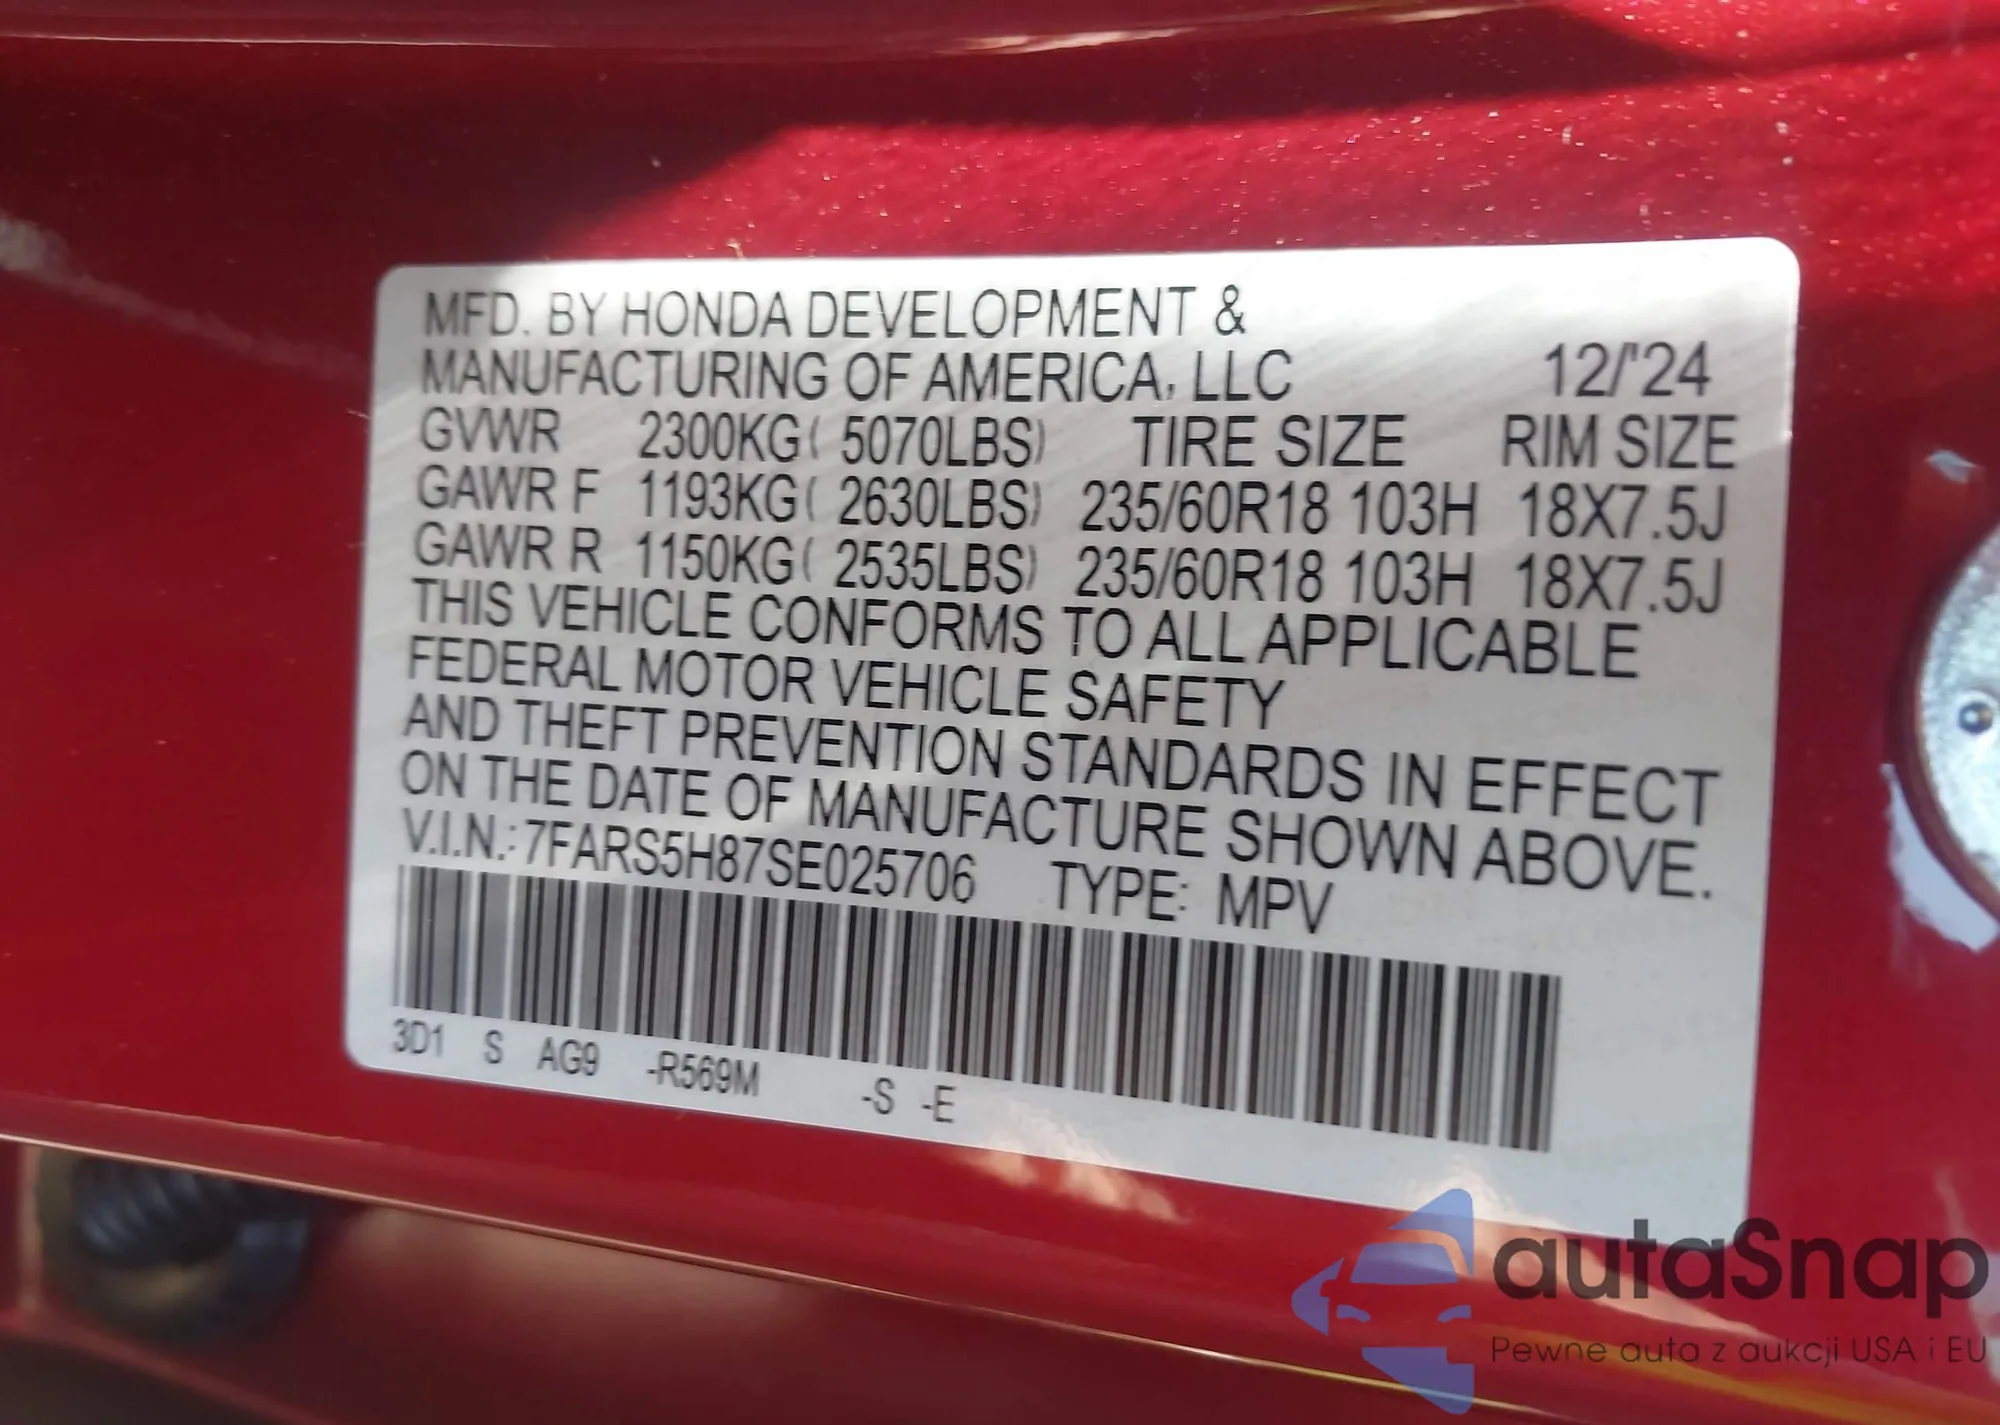 MFD. BY HONDA DEVELOPMENT &
MANUFACTURING OF AMERICA, LLC 12/'24
GVWR 2300KG( 5070LBS) TIRE SIZE RIM SIZE
GAWR F 1193KG( 2630LBS) 235/60R18 103H 18X7.5J
GAWR R 1150KG( 2535LBS) 235/60R18 103H 18X7.5J
THIS VEHICLE CONFORMS TO ALL APPLICABLE
FEDERAL MOTOR VEHICLE SAFETY
AND THEFT PREVENTION STANDARDS IN EFFECT
ON THE DATE OF MANUFACTURE SHOWN ABOVE.
V.I.N.: 7FARS5H87SE025706 TYPE: MPV
3D1 S AG9 -R569M -S -E
autaSnap
Pewne auta z aukcji USA i EU